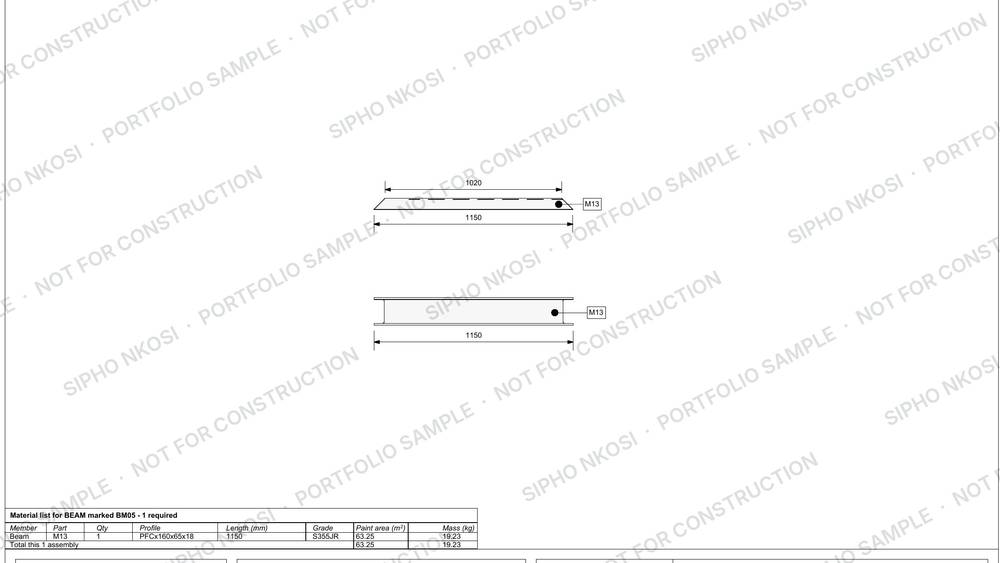 SIPHO NKOSI · PORTFOLIO SAMPLE · NOT FOR CONSTRUCTION
1020
M13
1150
M13
1150
Material list for BEAM marked BM05 - 1 required
Member Part Qty Profile Length (mm) Grade Paint area (m²) Mass (kg)
Beam M13 1 PFCx160x65x18 1150 S355JR 63.25 19.23
Total this 1 assembly 63.25 19.23